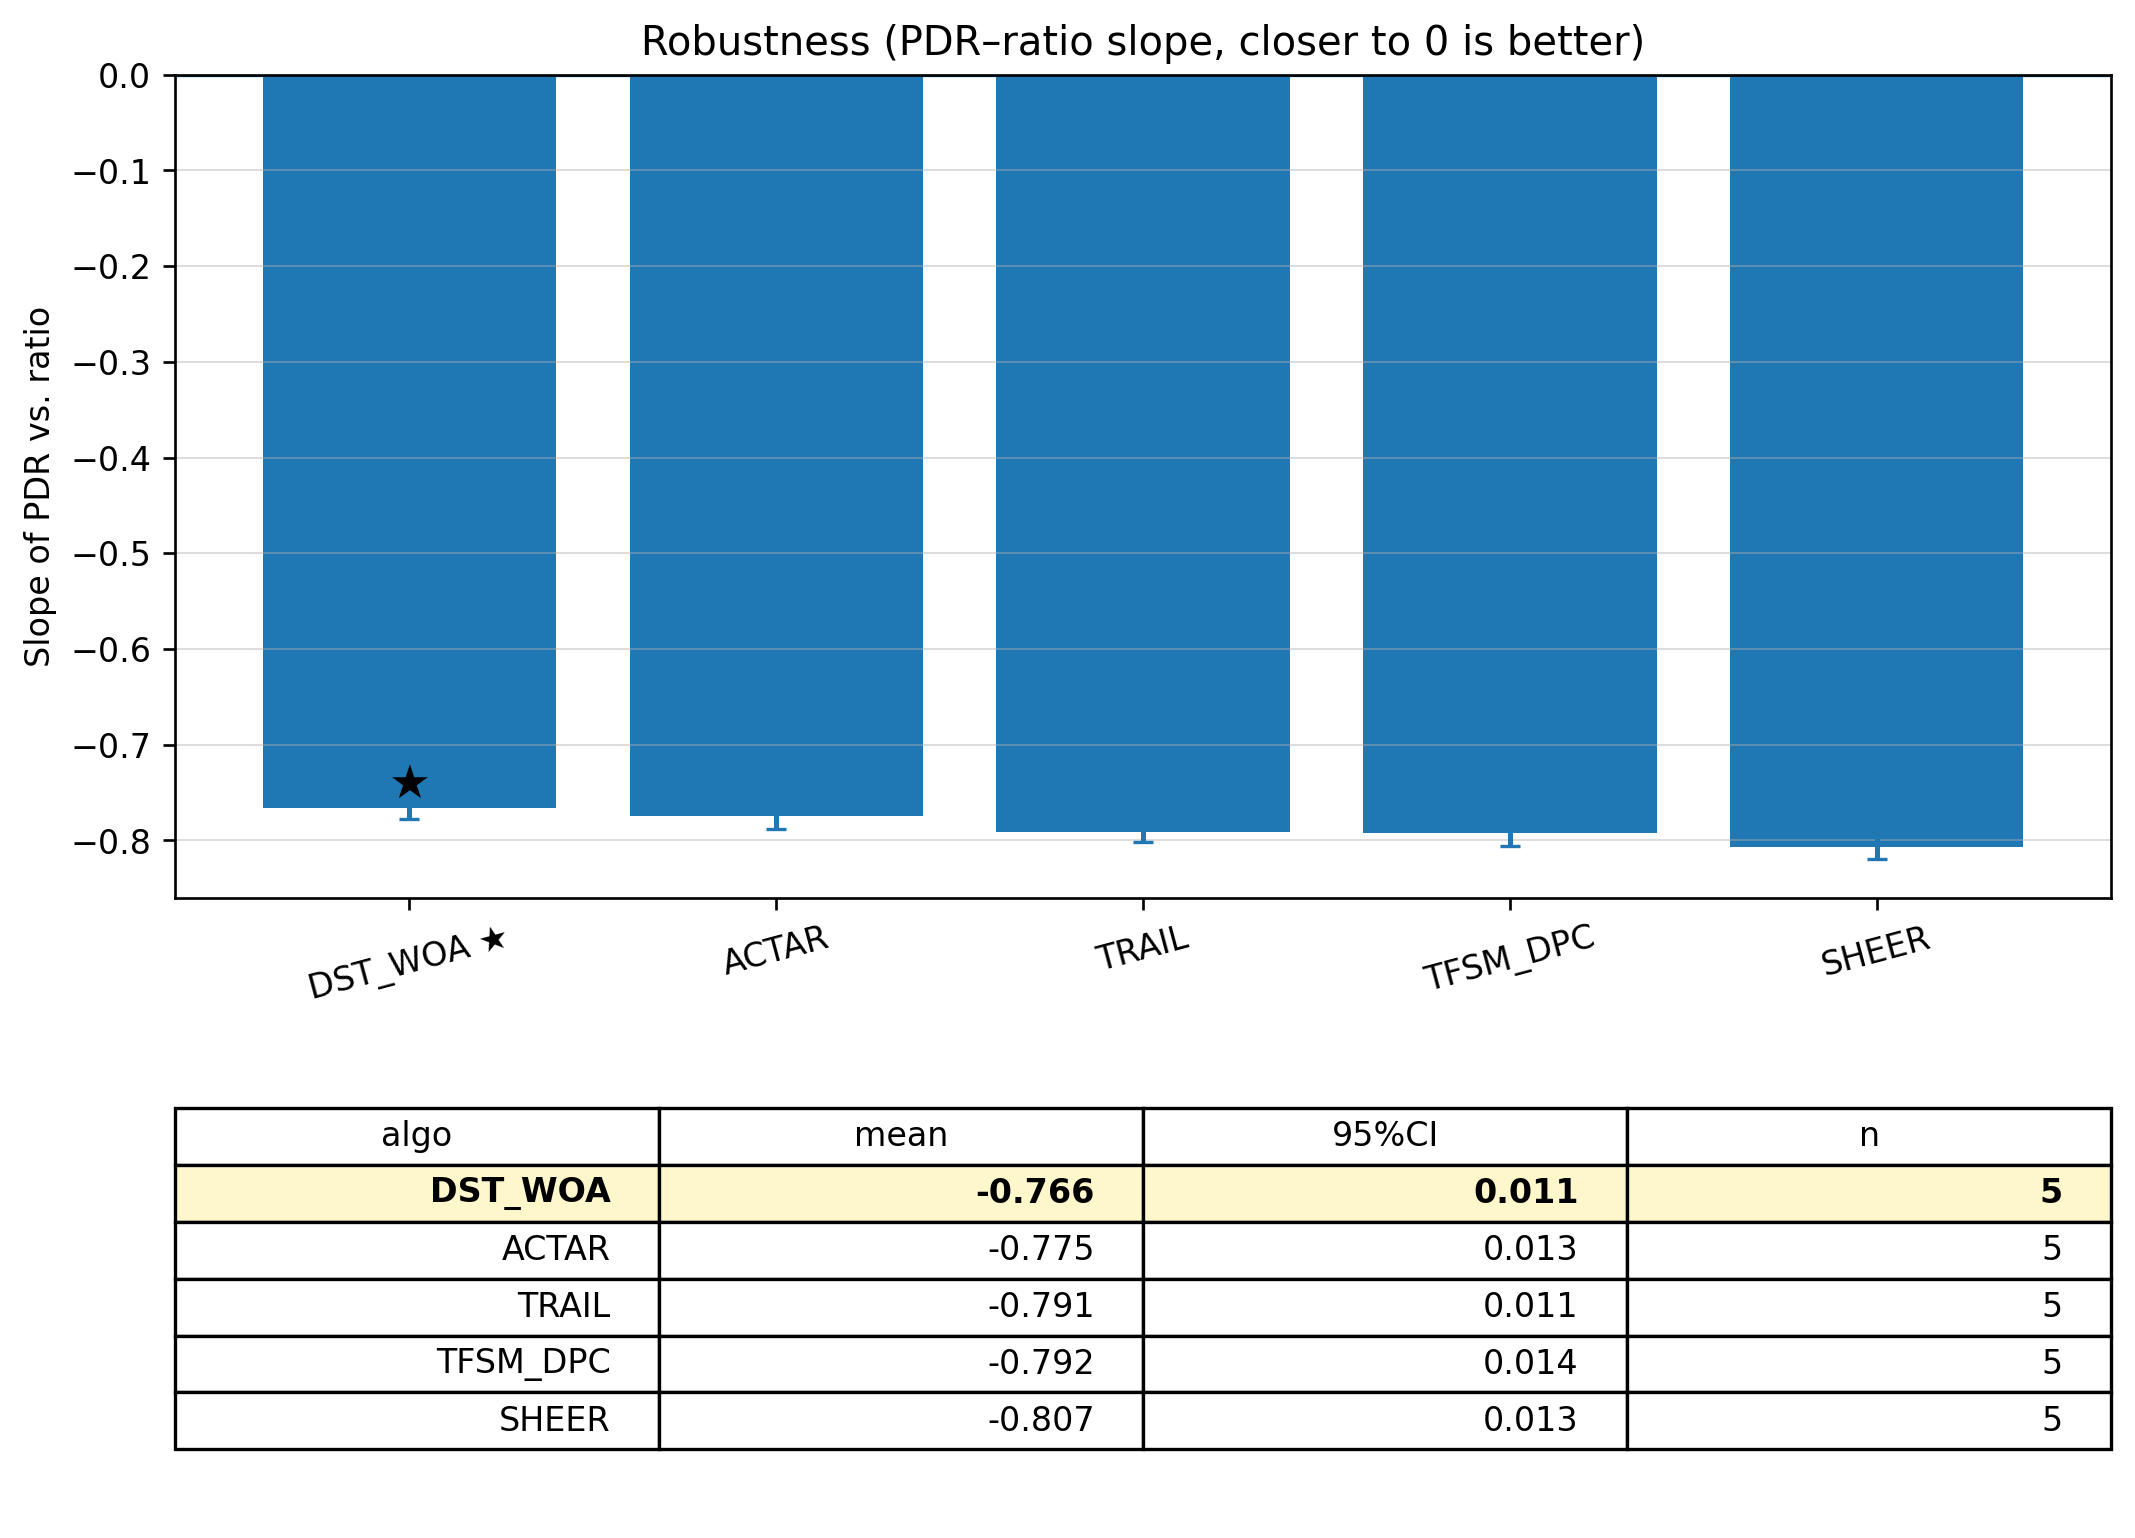 Robustness (PDR–ratio slope, closer to 0 is better)
Slope of PDR vs. ratio
0.0
−0.1
−0.2
−0.3
−0.4
−0.5
−0.6
−0.7
−0.8
★
DST_WOA ★ ACTAR TRAIL TFSM_DPC SHEER
algo mean 95%CI n
DST_WOA -0.766 0.011 5
ACTAR -0.775 0.013 5
TRAIL -0.791 0.011 5
TFSM_DPC -0.792 0.014 5
SHEER -0.807 0.013 5